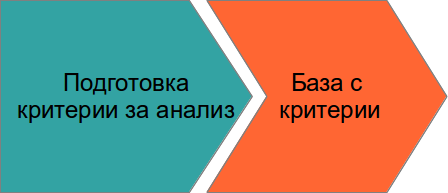 Подготовка
критерии за анализ
База с
критерии